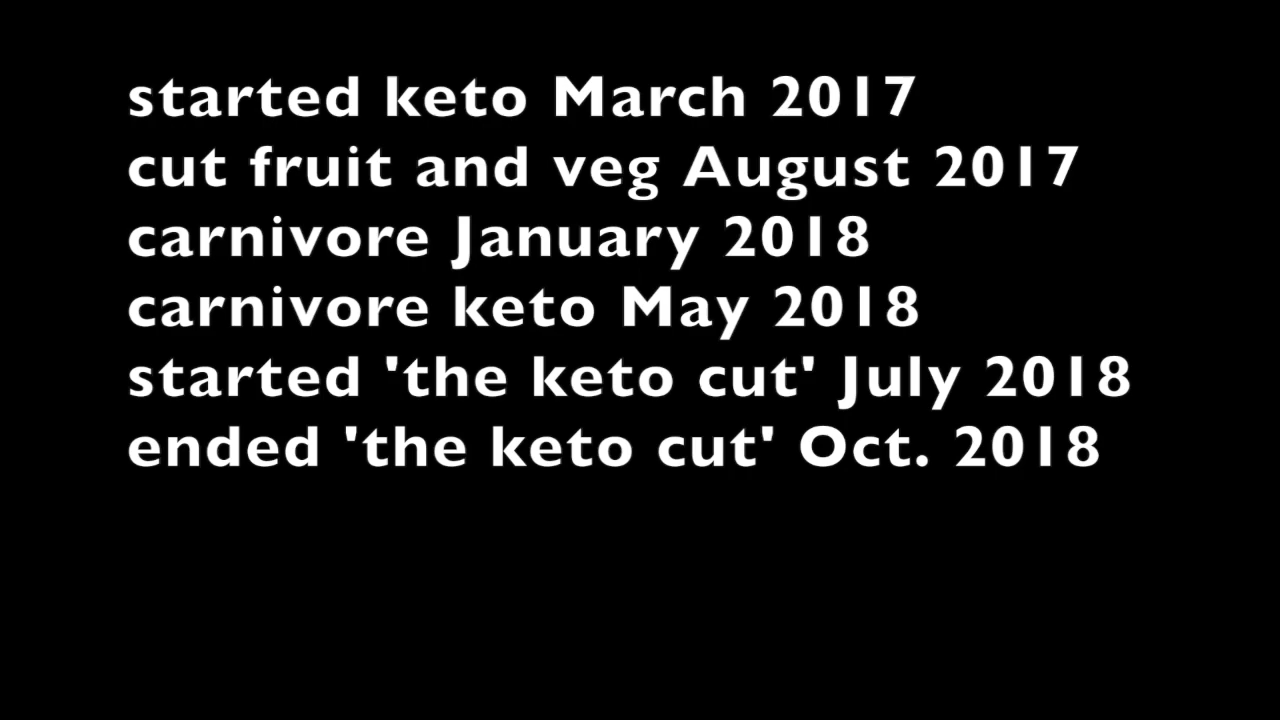 started keto March 2017
cut fruit and veg August 2017
carnivore January 2018
carnivore keto May 2018
started 'the keto cut' July 2018
ended 'the keto cut' Oct. 2018